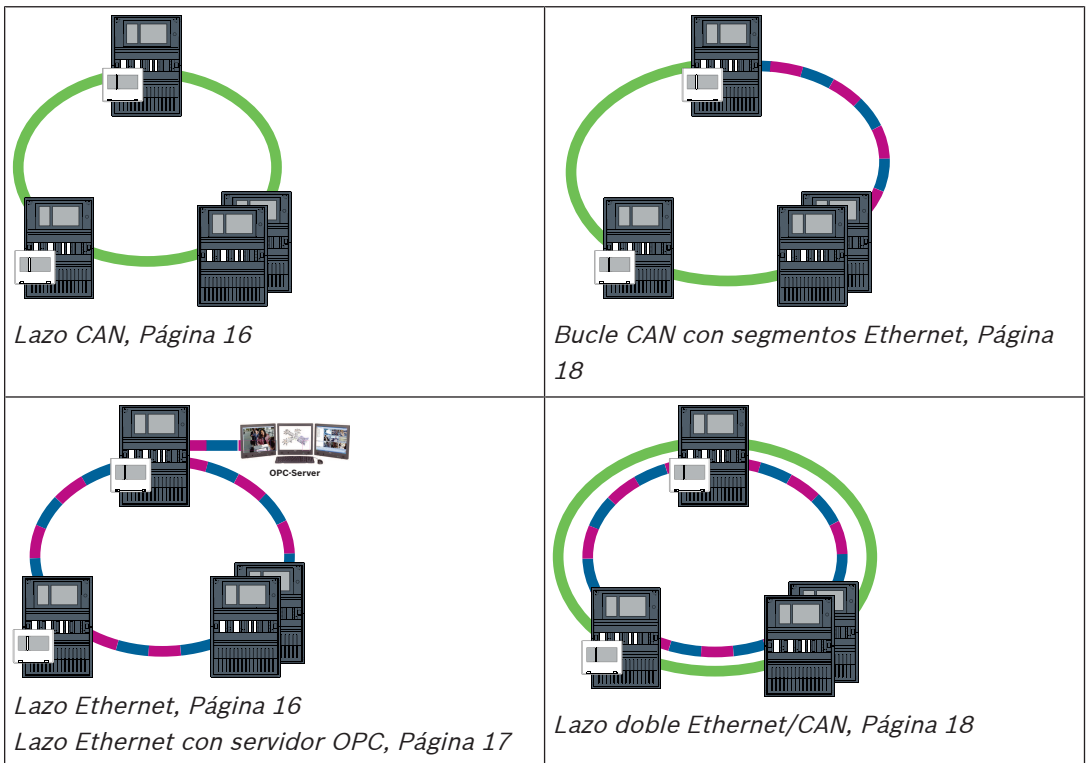 Lazo CAN, Página 16
Bucle CAN con segmentos Ethernet, Página
18
OPC-Server
Lazo Ethernet, Página 16
Lazo Ethernet con servidor OPC, Página 17
Lazo doble Ethernet/CAN, Página 18